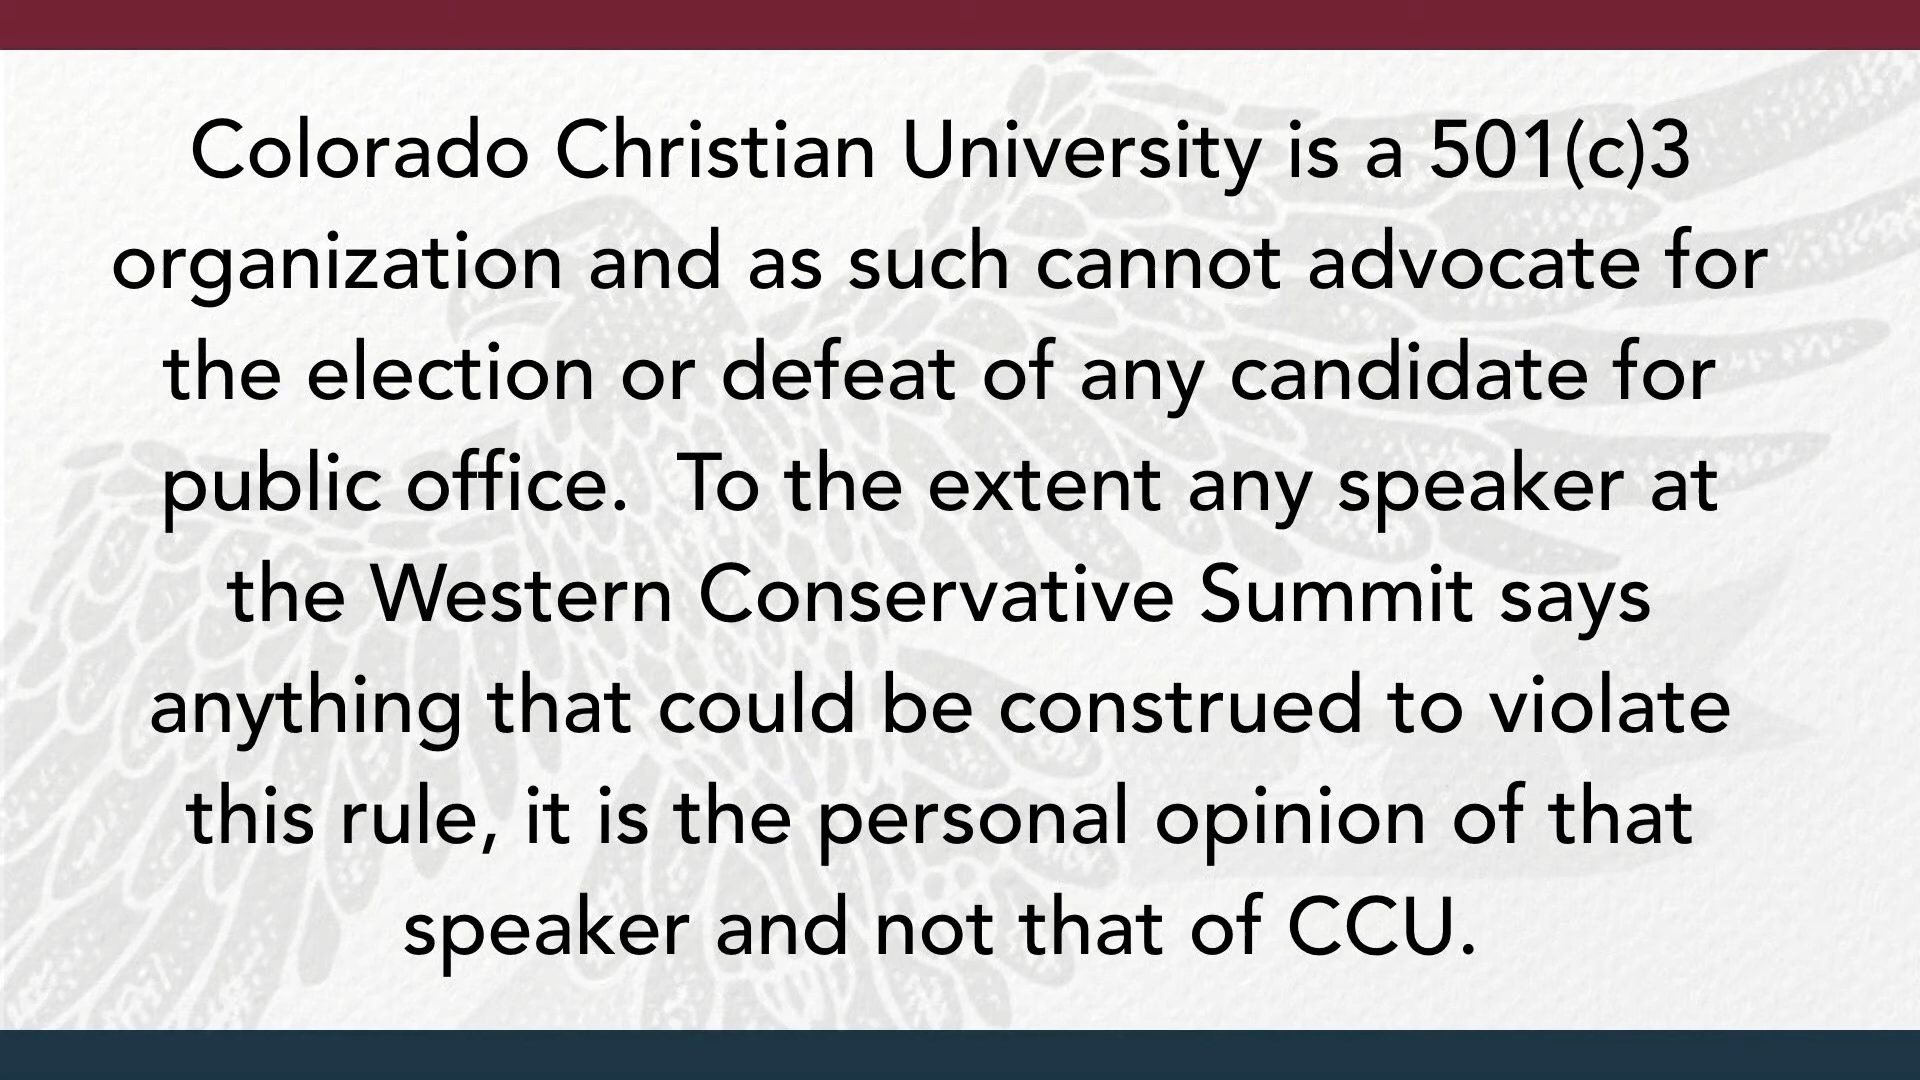 Colorado Christian University is a 501(c)3
organization and as such cannot advocate for
the election or defeat of any candidate for
public office.  To the extent any speaker at
the Western Conservative Summit says
anything that could be construed to violate
this rule, it is the personal opinion of that
speaker and not that of CCU.